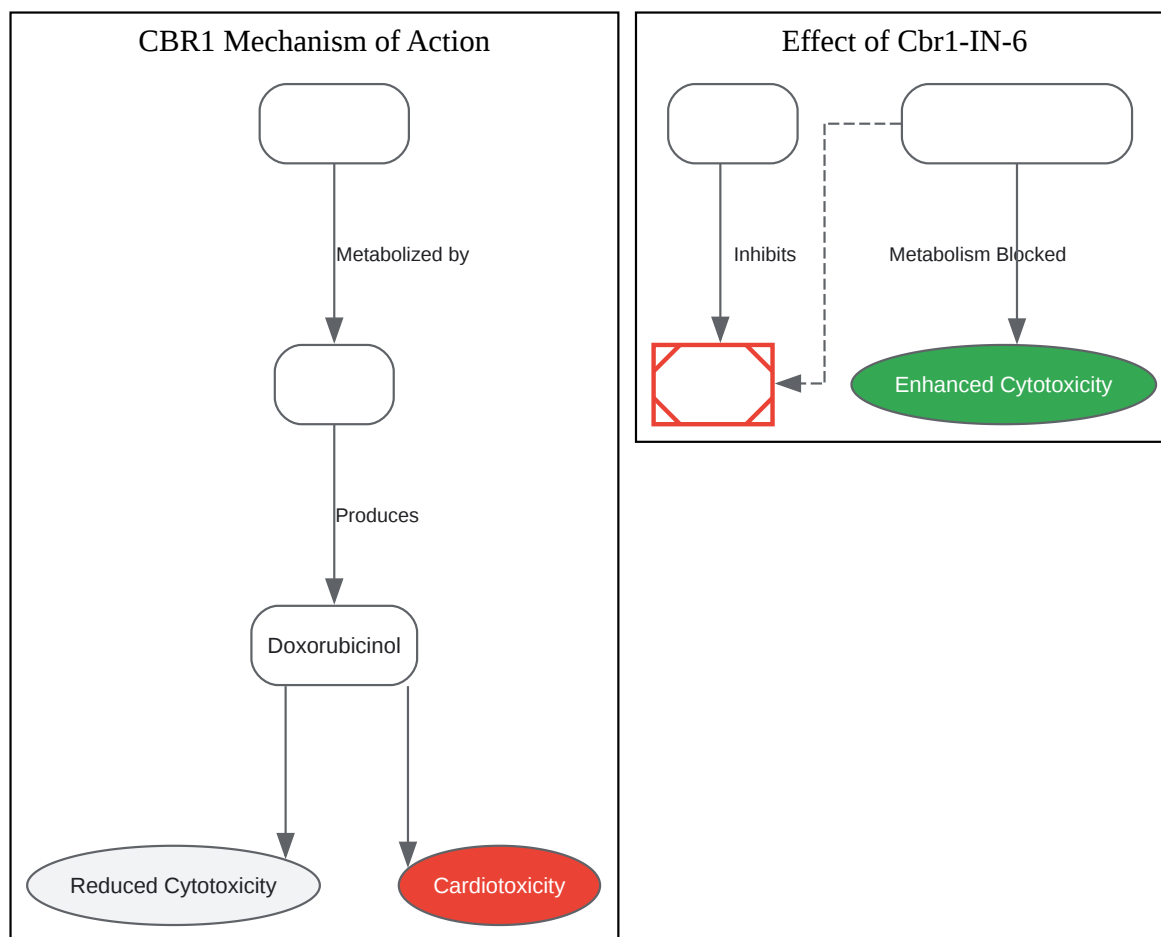 CBR1 Mechanism of Action
Metabolized by
Produces
Doxorubicinol
Reduced Cytotoxicity
Cardiotoxicity
Effect of Cbr1-IN-6
Inhibits
Metabolism Blocked
Enhanced Cytotoxicity